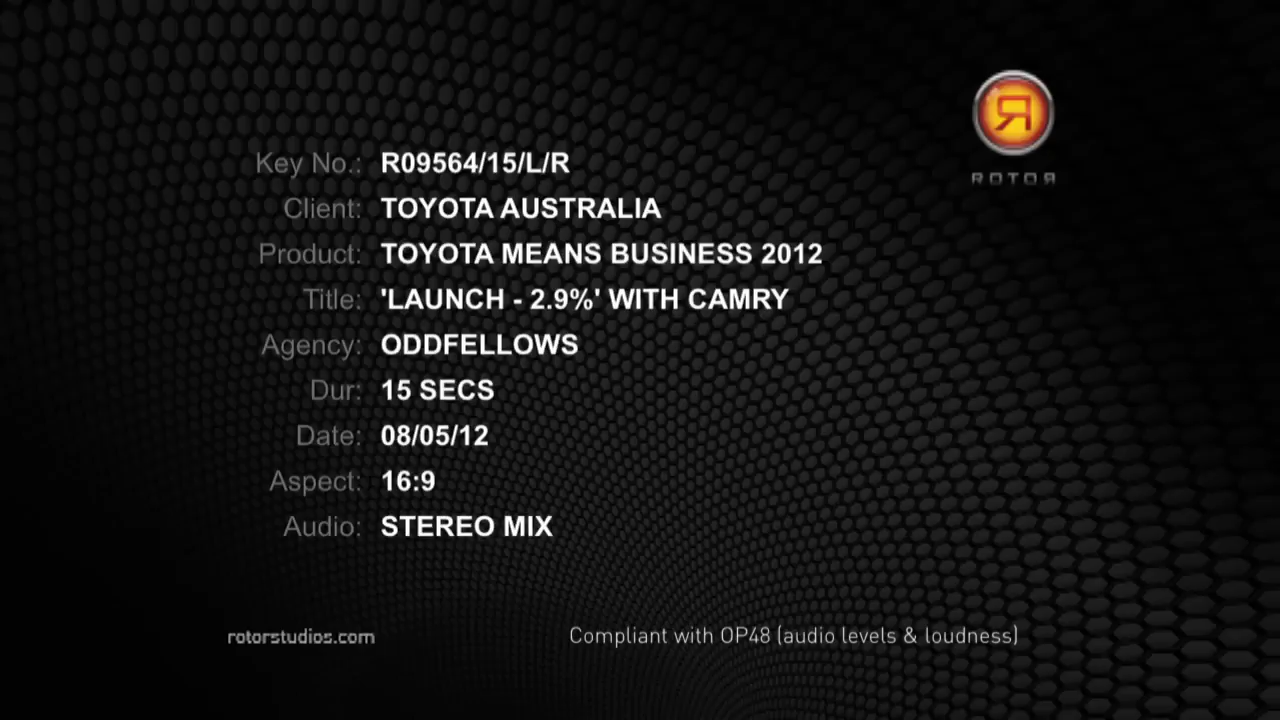 ROTOR
Key No.: R09564/15/L/R
Client: TOYOTA AUSTRALIA
Product: TOYOTA MEANS BUSINESS 2012
Title: 'LAUNCH - 2.9%' WITH CAMRY
Agency: ODDFELLOWS
Dur: 15 SECS
Date: 08/05/12
Aspect: 16:9
Audio: STEREO MIX
rotorstudios.com
Compliant with OP48 (audio levels & loudness)